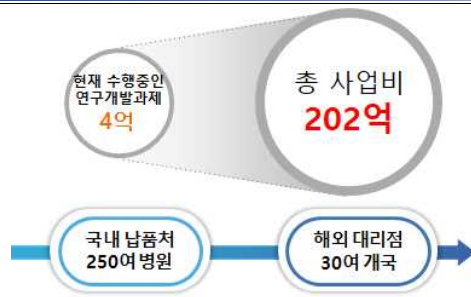 현재 수행중인
연구개발과제
4억
총 사업비
202억
국내 납품처
250여 병원
해외 대리점
30여 개국